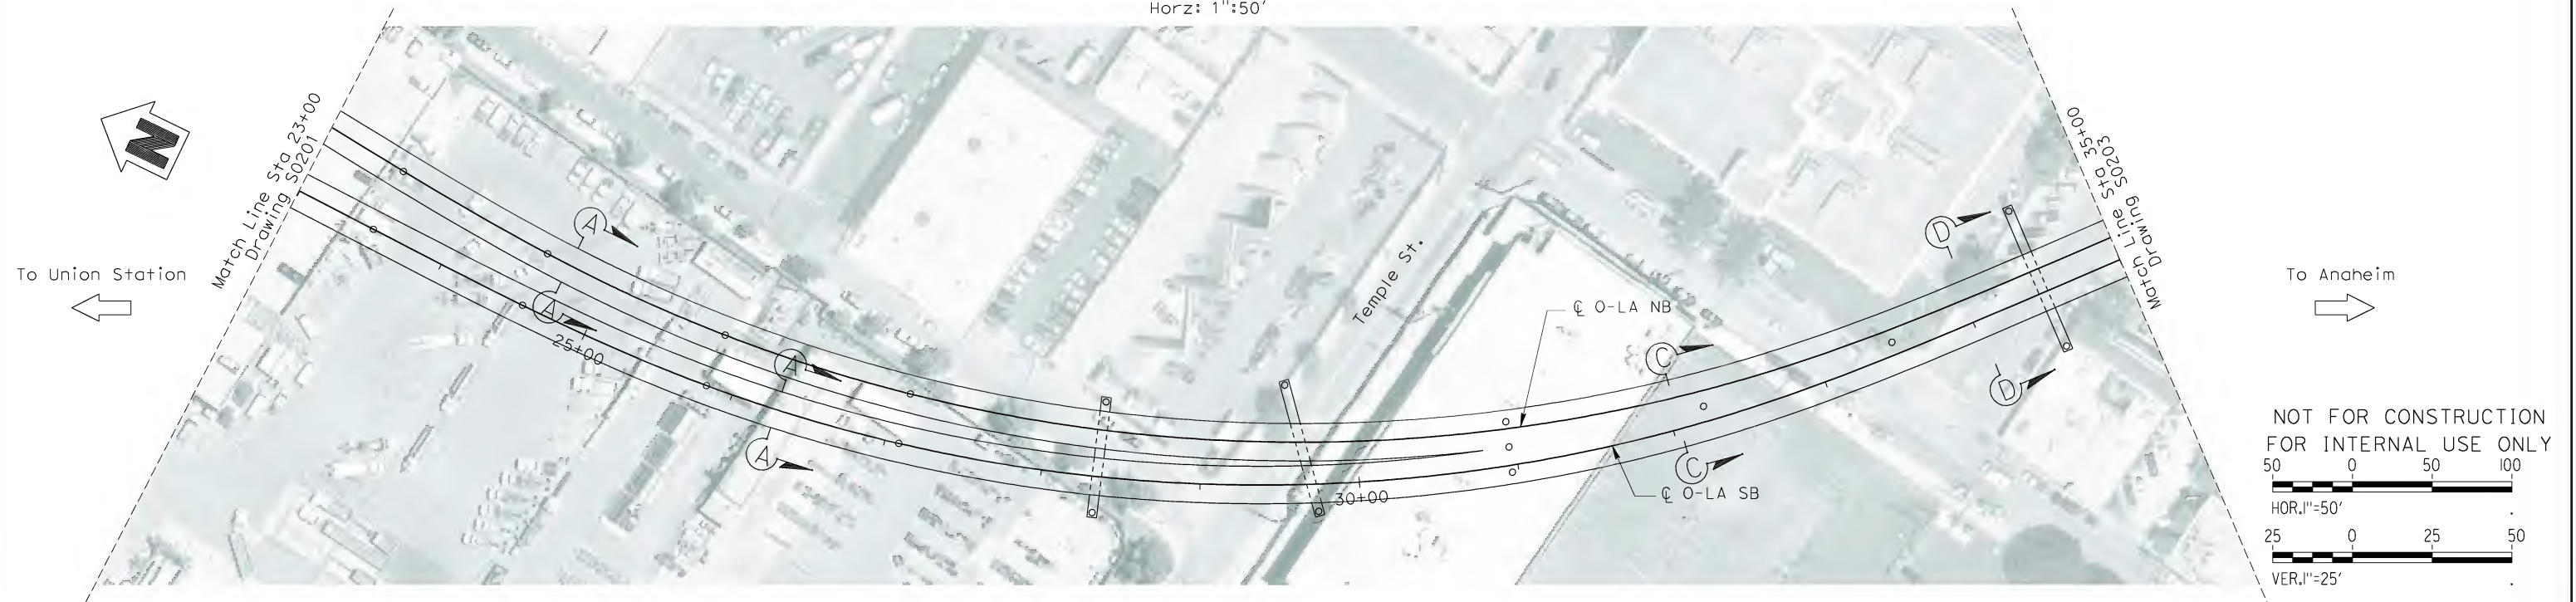 Horz: 1":50'
N
Match Line Sta 23+00
Drawing S0201
To Union Station
A
A
A
A
25+00
30+00
Temple St.
℄ O-LA NB
℄ O-LA SB
C
C
D
D
Match Line Sta 35+00
Match Drawing S0203
To Anaheim
NOT FOR CONSTRUCTION
FOR INTERNAL USE ONLY
50 0 50 100
HOR.1"=50'
25 0 25 50
VER.1"=25'